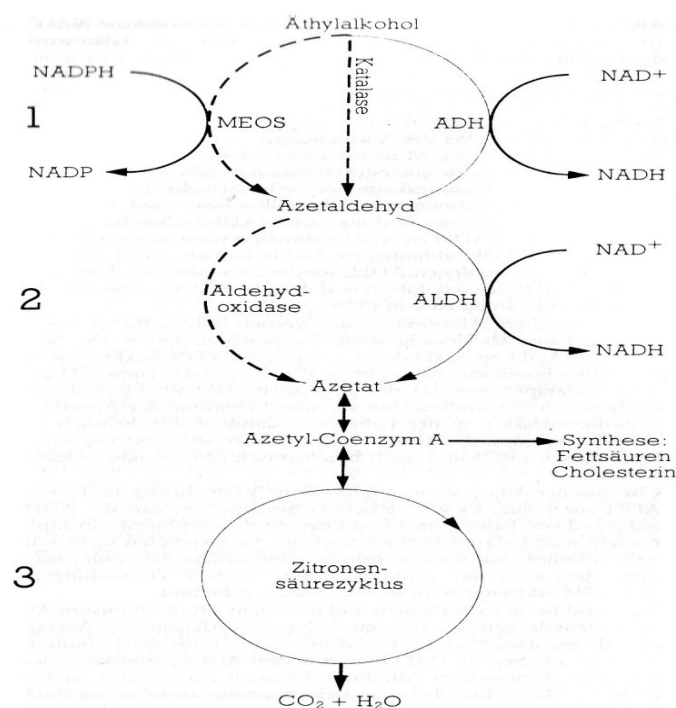 Äthylalkohol
NADPH
Katalase
NAD+
1
MEOS
ADH
NADP
NADH
Azetaldehyd
NAD+
2
Aldehyd-
oxidase
ALDH
NADH
Azetat
Azetyl-Coenzym A
Synthese:
Fettsäuren
Cholesterin
3
Zitronen-
säurezyklus
CO₂ + H₂O